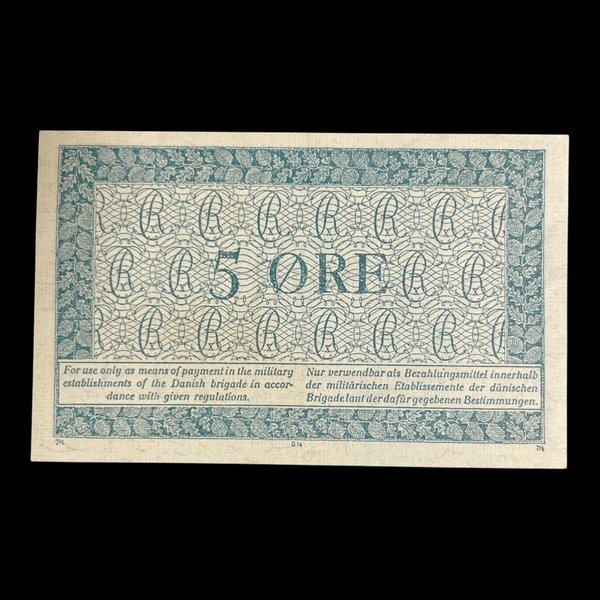 5 ØRE
For use only as means of payment in the military
establishments of the Danish brigade in accor-
dance with given regulations.
Nur verwendbar als Bezahlungsmittel innerhalb
der militärischen Etablissemente der dänischen
Brigade laut der dafür gegebenen Bestimmungen.